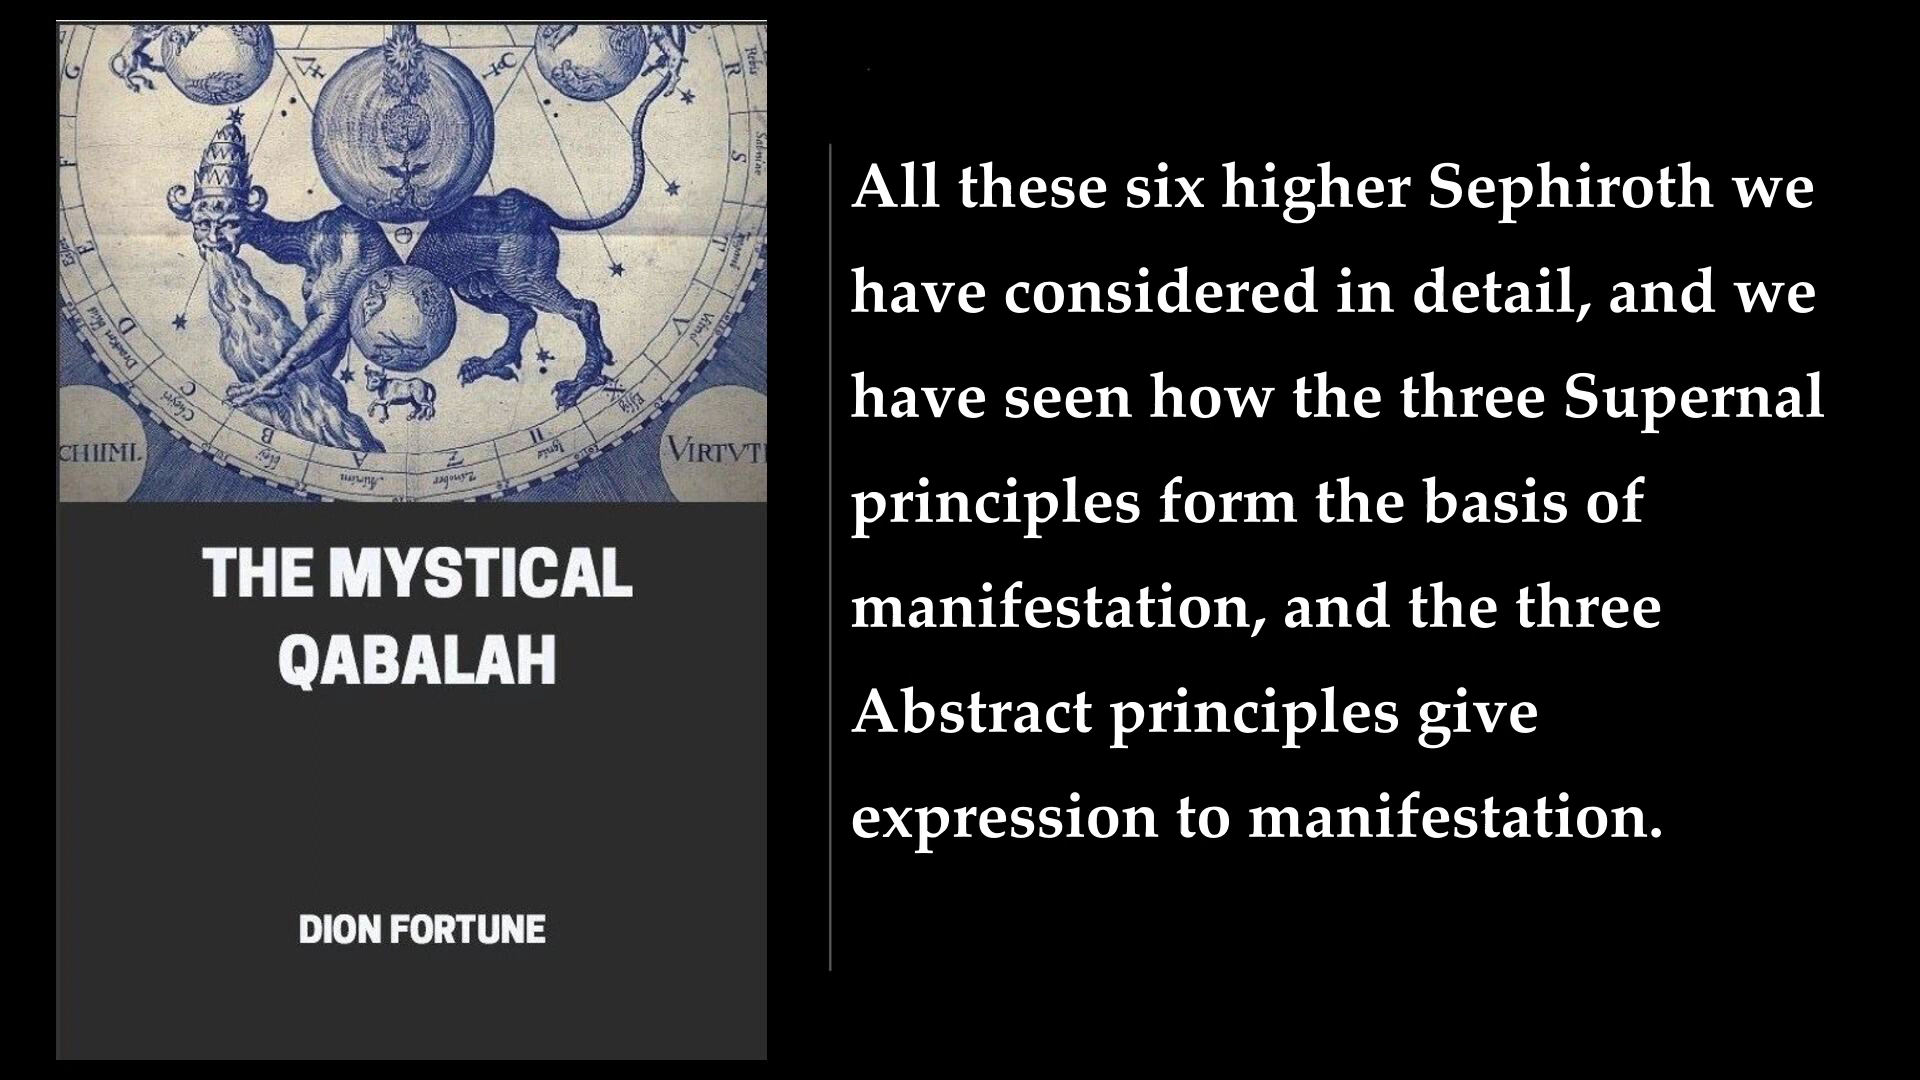 CHIIMI.
VIRTVTI
THE MYSTICAL
QABALAH
DION FORTUNE
All these six higher Sephiroth we
have considered in detail, and we
have seen how the three Supernal
principles form the basis of
manifestation, and the three
Abstract principles give
expression to manifestation.